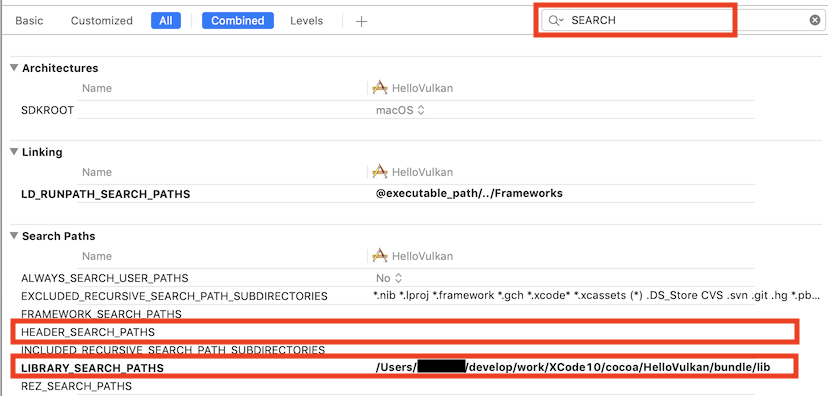 Basic Customized All Combined Levels + SEARCH
Architectures
Name HelloVulkan
SDKROOT macOS
Linking
Name HelloVulkan
LD_RUNPATH_SEARCH_PATHS @executable_path/../Frameworks
Search Paths
Name HelloVulkan
ALWAYS_SEARCH_USER_PATHS No
EXCLUDED_RECURSIVE_SEARCH_PATH_SUBDIRECTORIES *.nib *.lproj *.framework *.gch *.xcode* *.xcassets (*) .DS_Store CVS .svn .git .hg *.pb...
FRAMEWORK_SEARCH_PATHS
HEADER_SEARCH_PATHS
INCLUDED_RECURSIVE_SEARCH_PATH_SUBDIRECTORIES
LIBRARY_SEARCH_PATHS /Users/ /develop/work/XCode10/cocoa/HelloVulkan/bundle/lib
REZ_SEARCH_PATHS